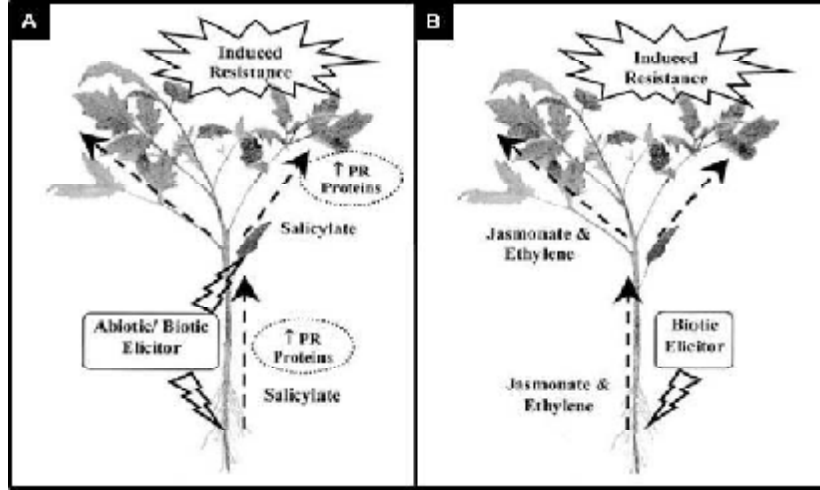 A
Induced
Resistance
↑ PR
Proteins
Salicylate
Abiotic/ Biotic
Elicitor
↑ PR
Proteins
Salicylate
B
Induced
Resistance
Jasmonate &
Ethylene
Biotic
Elicitor
Jasmonate &
Ethylene